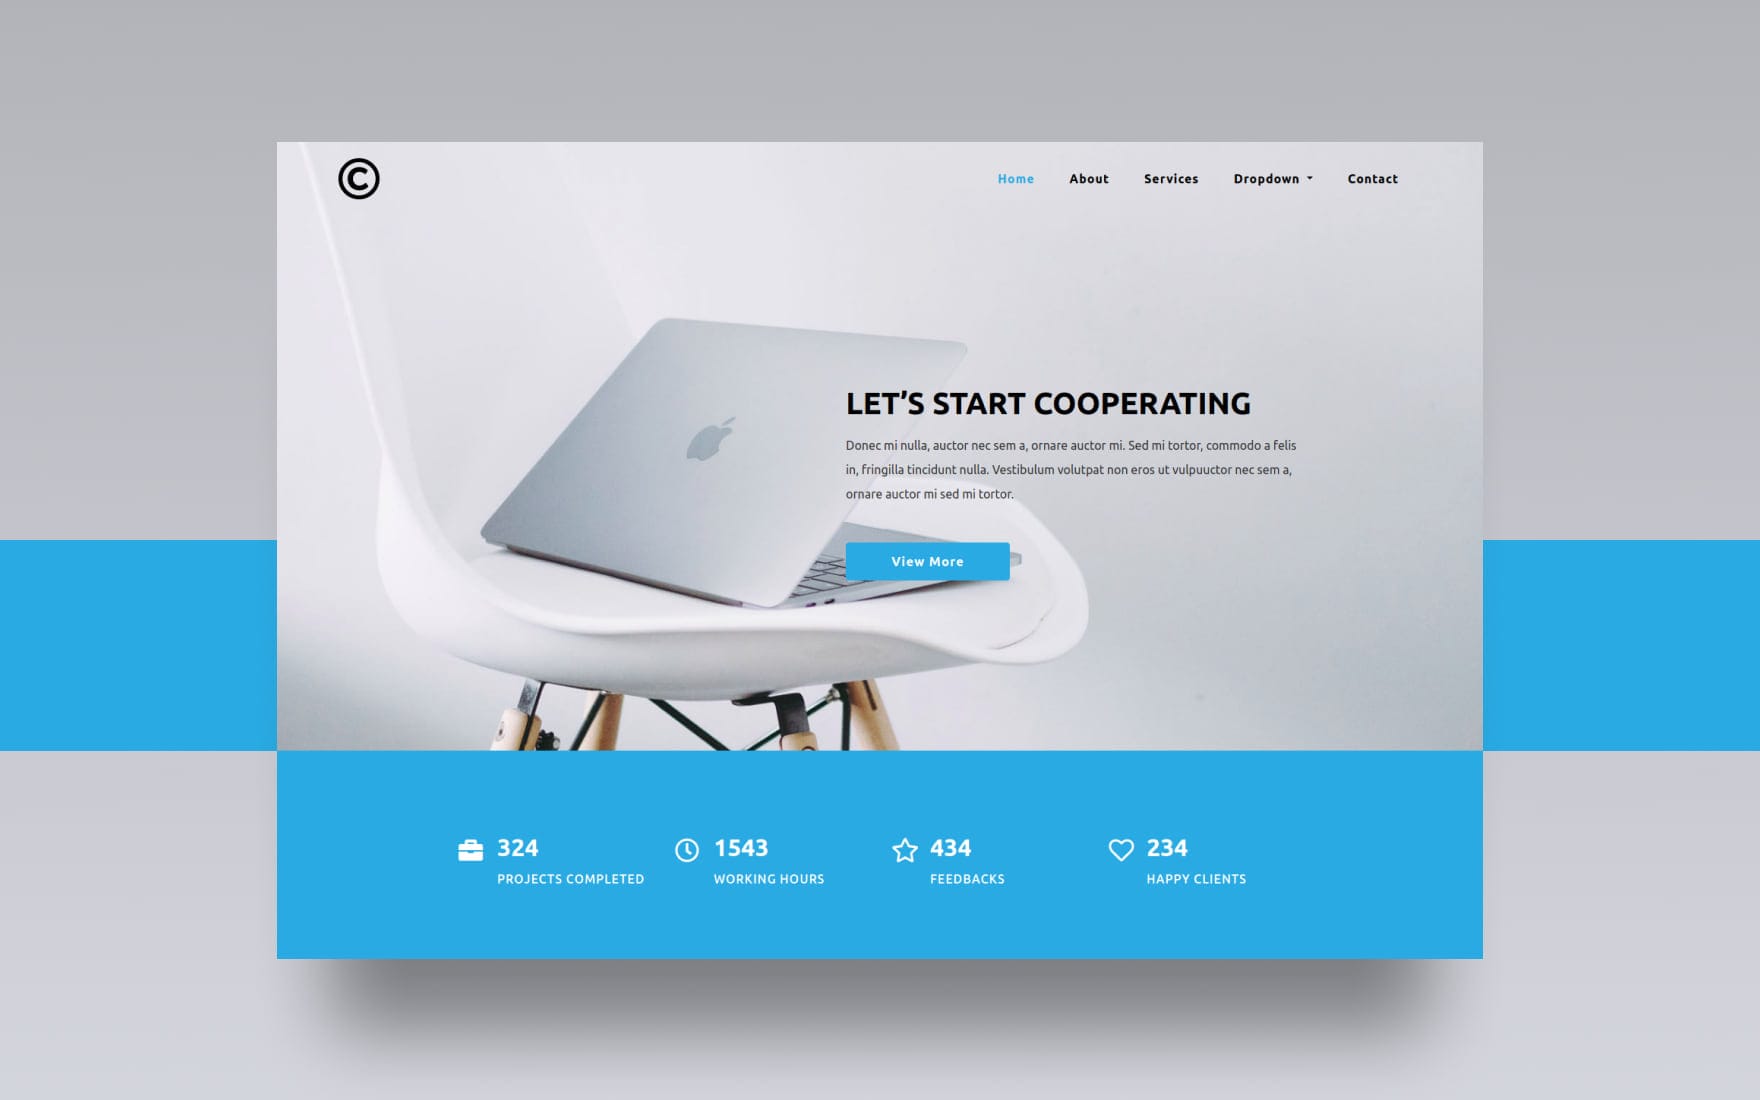 ©
Home About Services Dropdown Contact
LET’S START COOPERATING
Donec mi nulla, auctor nec sem a, ornare auctor mi. Sed mi tortor, commodo a felis
in, fringilla tincidunt nulla. Vestibulum volutpat non eros ut vulpuuctor nec sem a,
ornare auctor mi sed mi tortor.
View More
324 1543 434 234
PROJECTS COMPLETED WORKING HOURS FEEDBACKS HAPPY CLIENTS